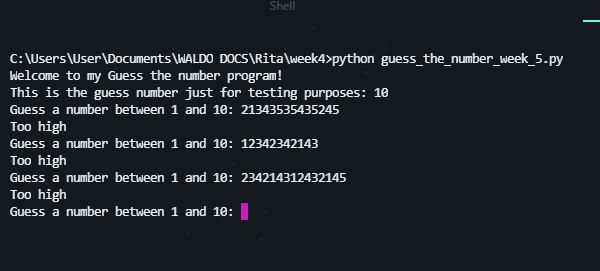 Shell
C:\Users\User\Documents\WALDO DOCS\Rita\week4>python guess_the_number_week_5.py
Welcome to my Guess the number program!
This is the guess number just for testing purposes: 10
Guess a number between 1 and 10: 21343535435245
Too high
Guess a number between 1 and 10: 12342342143
Too high
Guess a number between 1 and 10: 234214312432145
Too high
Guess a number between 1 and 10: